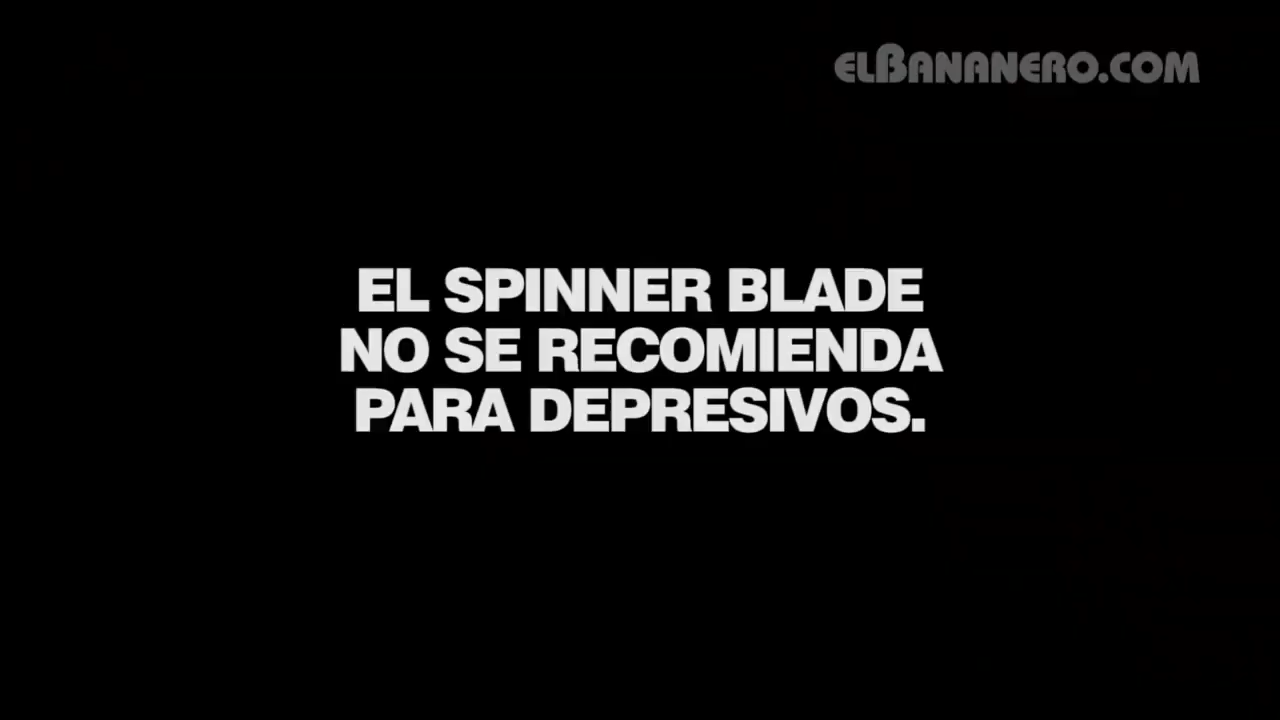 elBananero.com
EL SPINNER BLADE
NO SE RECOMIENDA
PARA DEPRESIVOS.